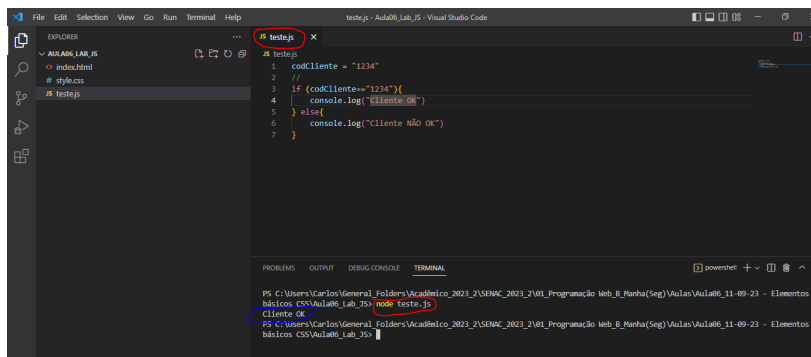 File Edit Selection View Go Run Terminal Help
teste.js - Aula06_Lab_JS - Visual Studio Code
EXPLORER
AULA06_LAB_JS
index.html
# style.css
JS teste.js
JS teste.js
JS teste.js
1 codCliente = "1234"
2 //
3 if (codCliente=="1234"){
4 console.log("Cliente OK")
5 } else{
6 console.log("Cliente NÃO OK")
7 }
PROBLEMS OUTPUT DEBUG CONSOLE TERMINAL
powershell
PS C:\Users\Carlos\General_Folders\Acadêmico_2023_2\SENAC_2023_2\01_Programação Web_B_Manha(Seg)\Aulas\Aula06_11-09-23 - Elementos
básicos CSS\Aula06_Lab_JS> node teste.js
Cliente OK
PS C:\Users\Carlos\General_Folders\Acadêmico_2023_2\SENAC_2023_2\01_Programação Web_B_Manha(Seg)\Aulas\Aula06_11-09-23 - Elementos
básicos CSS\Aula06_Lab_JS>